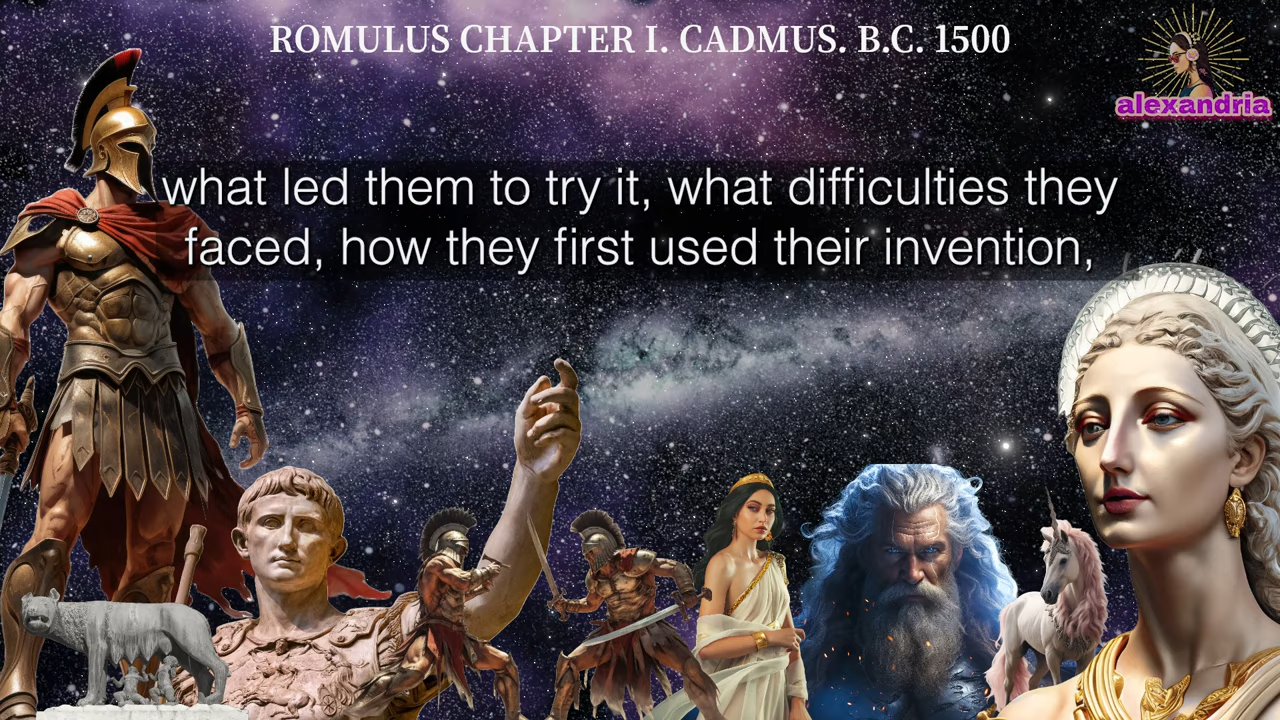 ROMULUS CHAPTER I. CADMUS. B.C. 1500
alexandria
what led them to try it, what difficulties they
faced, how they first used their invention,